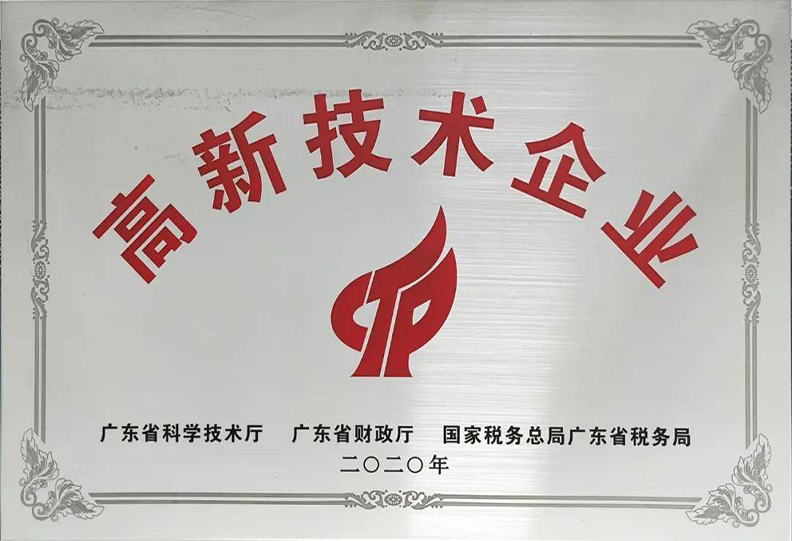 高新技术企业
广东省科学技术厅 广东省财政厅 国家税务总局广东省税务局
二〇二〇年